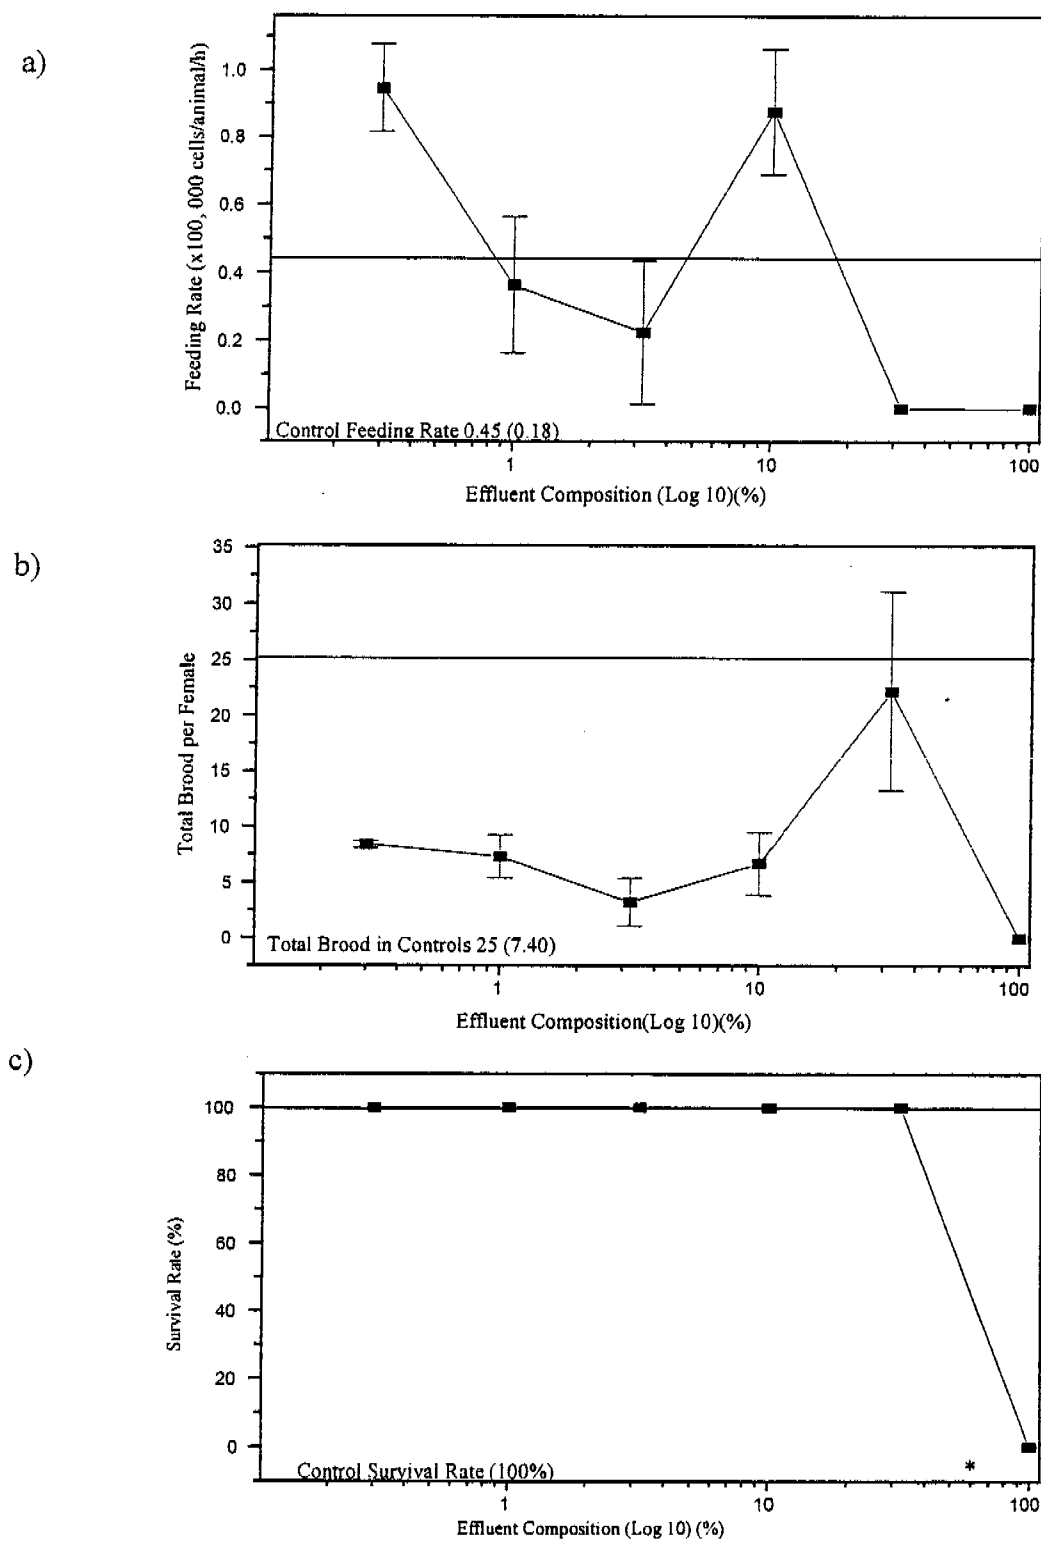 a)
Feeding Rate (x100, 000 cells/animal/h)
1.0
0.8
0.6
0.4
0.2
0.0
Control Feeding Rate 0.45 (0.18)
1 10 100
Effluent Composition (Log 10)(%)
b)
Total Brood per Female
35
30
25
20
15
10
5
0
Total Brood in Controls 25 (7.40)
1 10 100
Effluent Composition(Log 10)(%)
c)
Survival Rate (%)
100
80
60
40
20
0
Control Survival Rate (100%)
*
1 10 100
Effluent Composition (Log 10) (%)